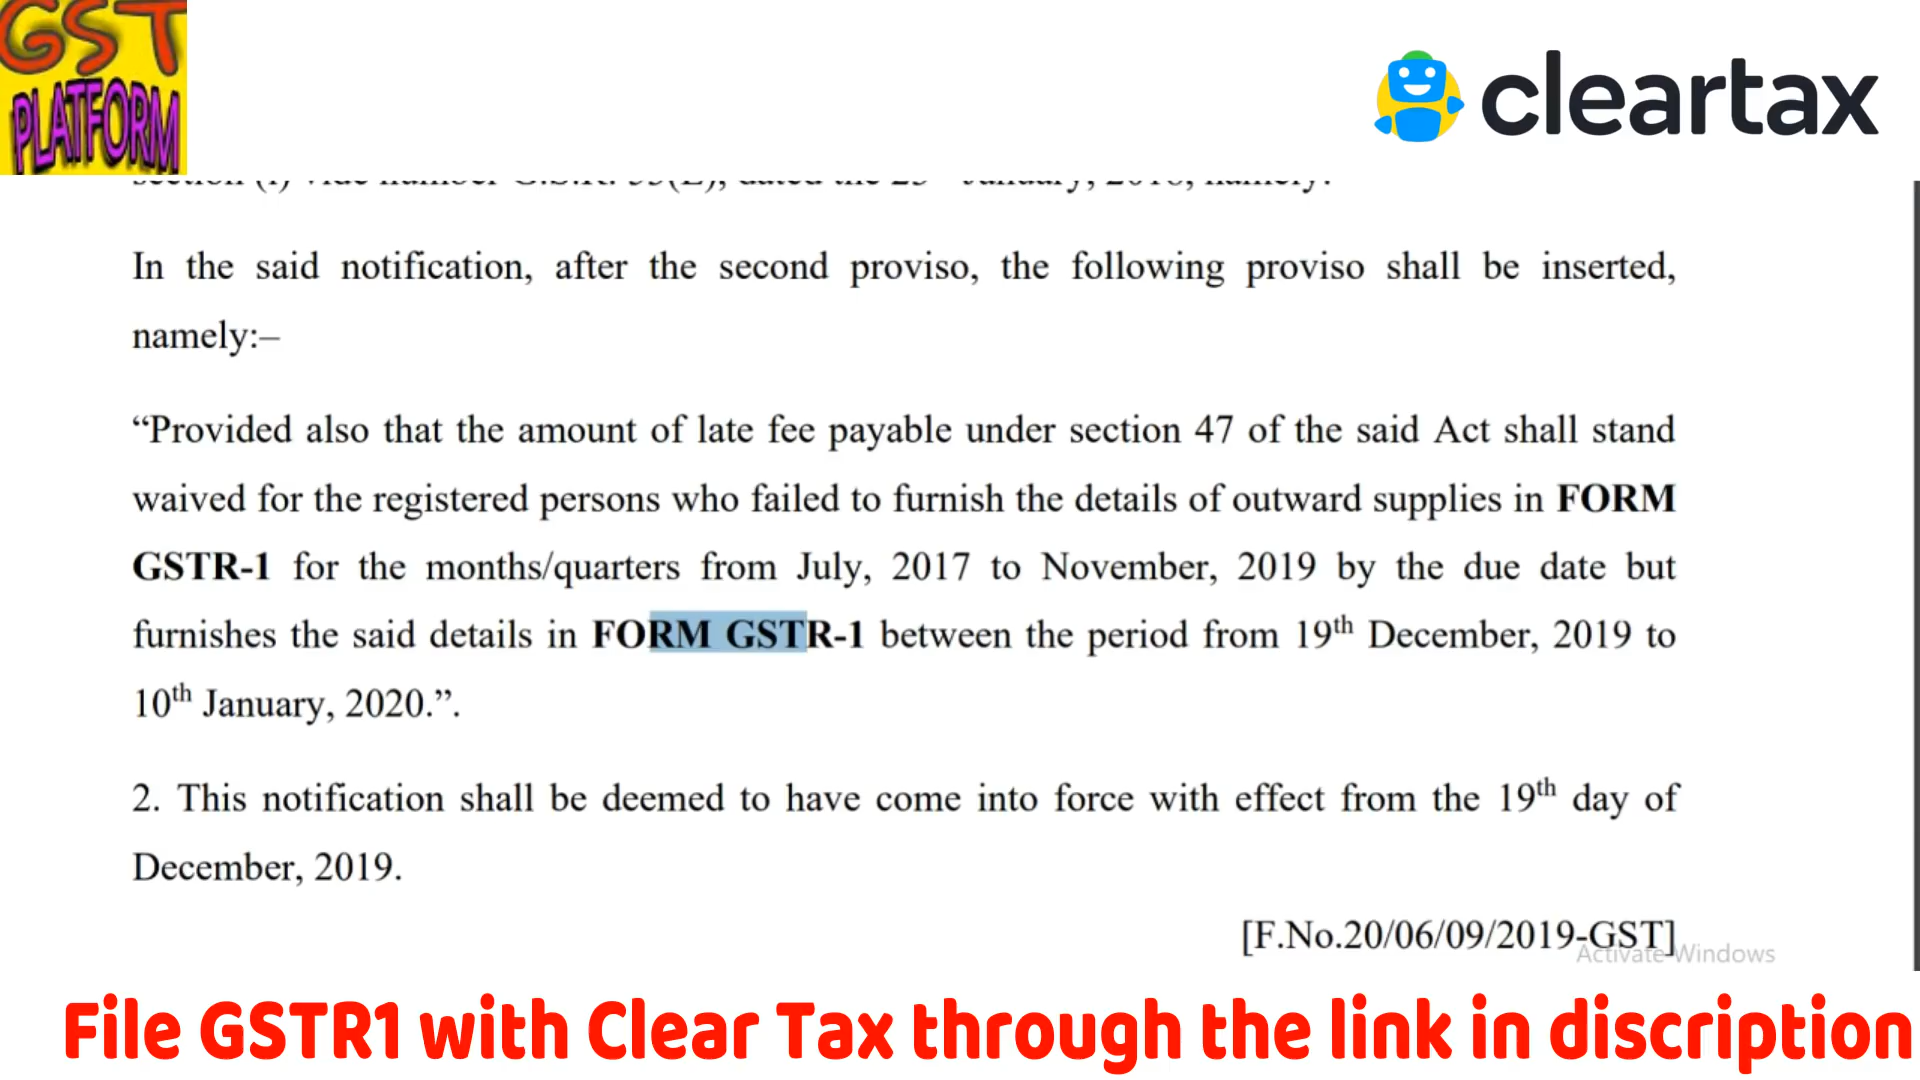 GST
PLATFORM
cleartax
In the said notification, after the second proviso, the following proviso shall be inserted,
namely:–
“Provided also that the amount of late fee payable under section 47 of the said Act shall stand
waived for the registered persons who failed to furnish the details of outward supplies in FORM
GSTR-1 for the months/quarters from July, 2017 to November, 2019 by the due date but
furnishes the said details in FORM GSTR-1 between the period from 19th December, 2019 to
10th January, 2020.”.
2. This notification shall be deemed to have come into force with effect from the 19th day of
December, 2019.
[F.No.20/06/09/2019-GST]
Activate Windows
File GSTR1 with Clear Tax through the link in discription